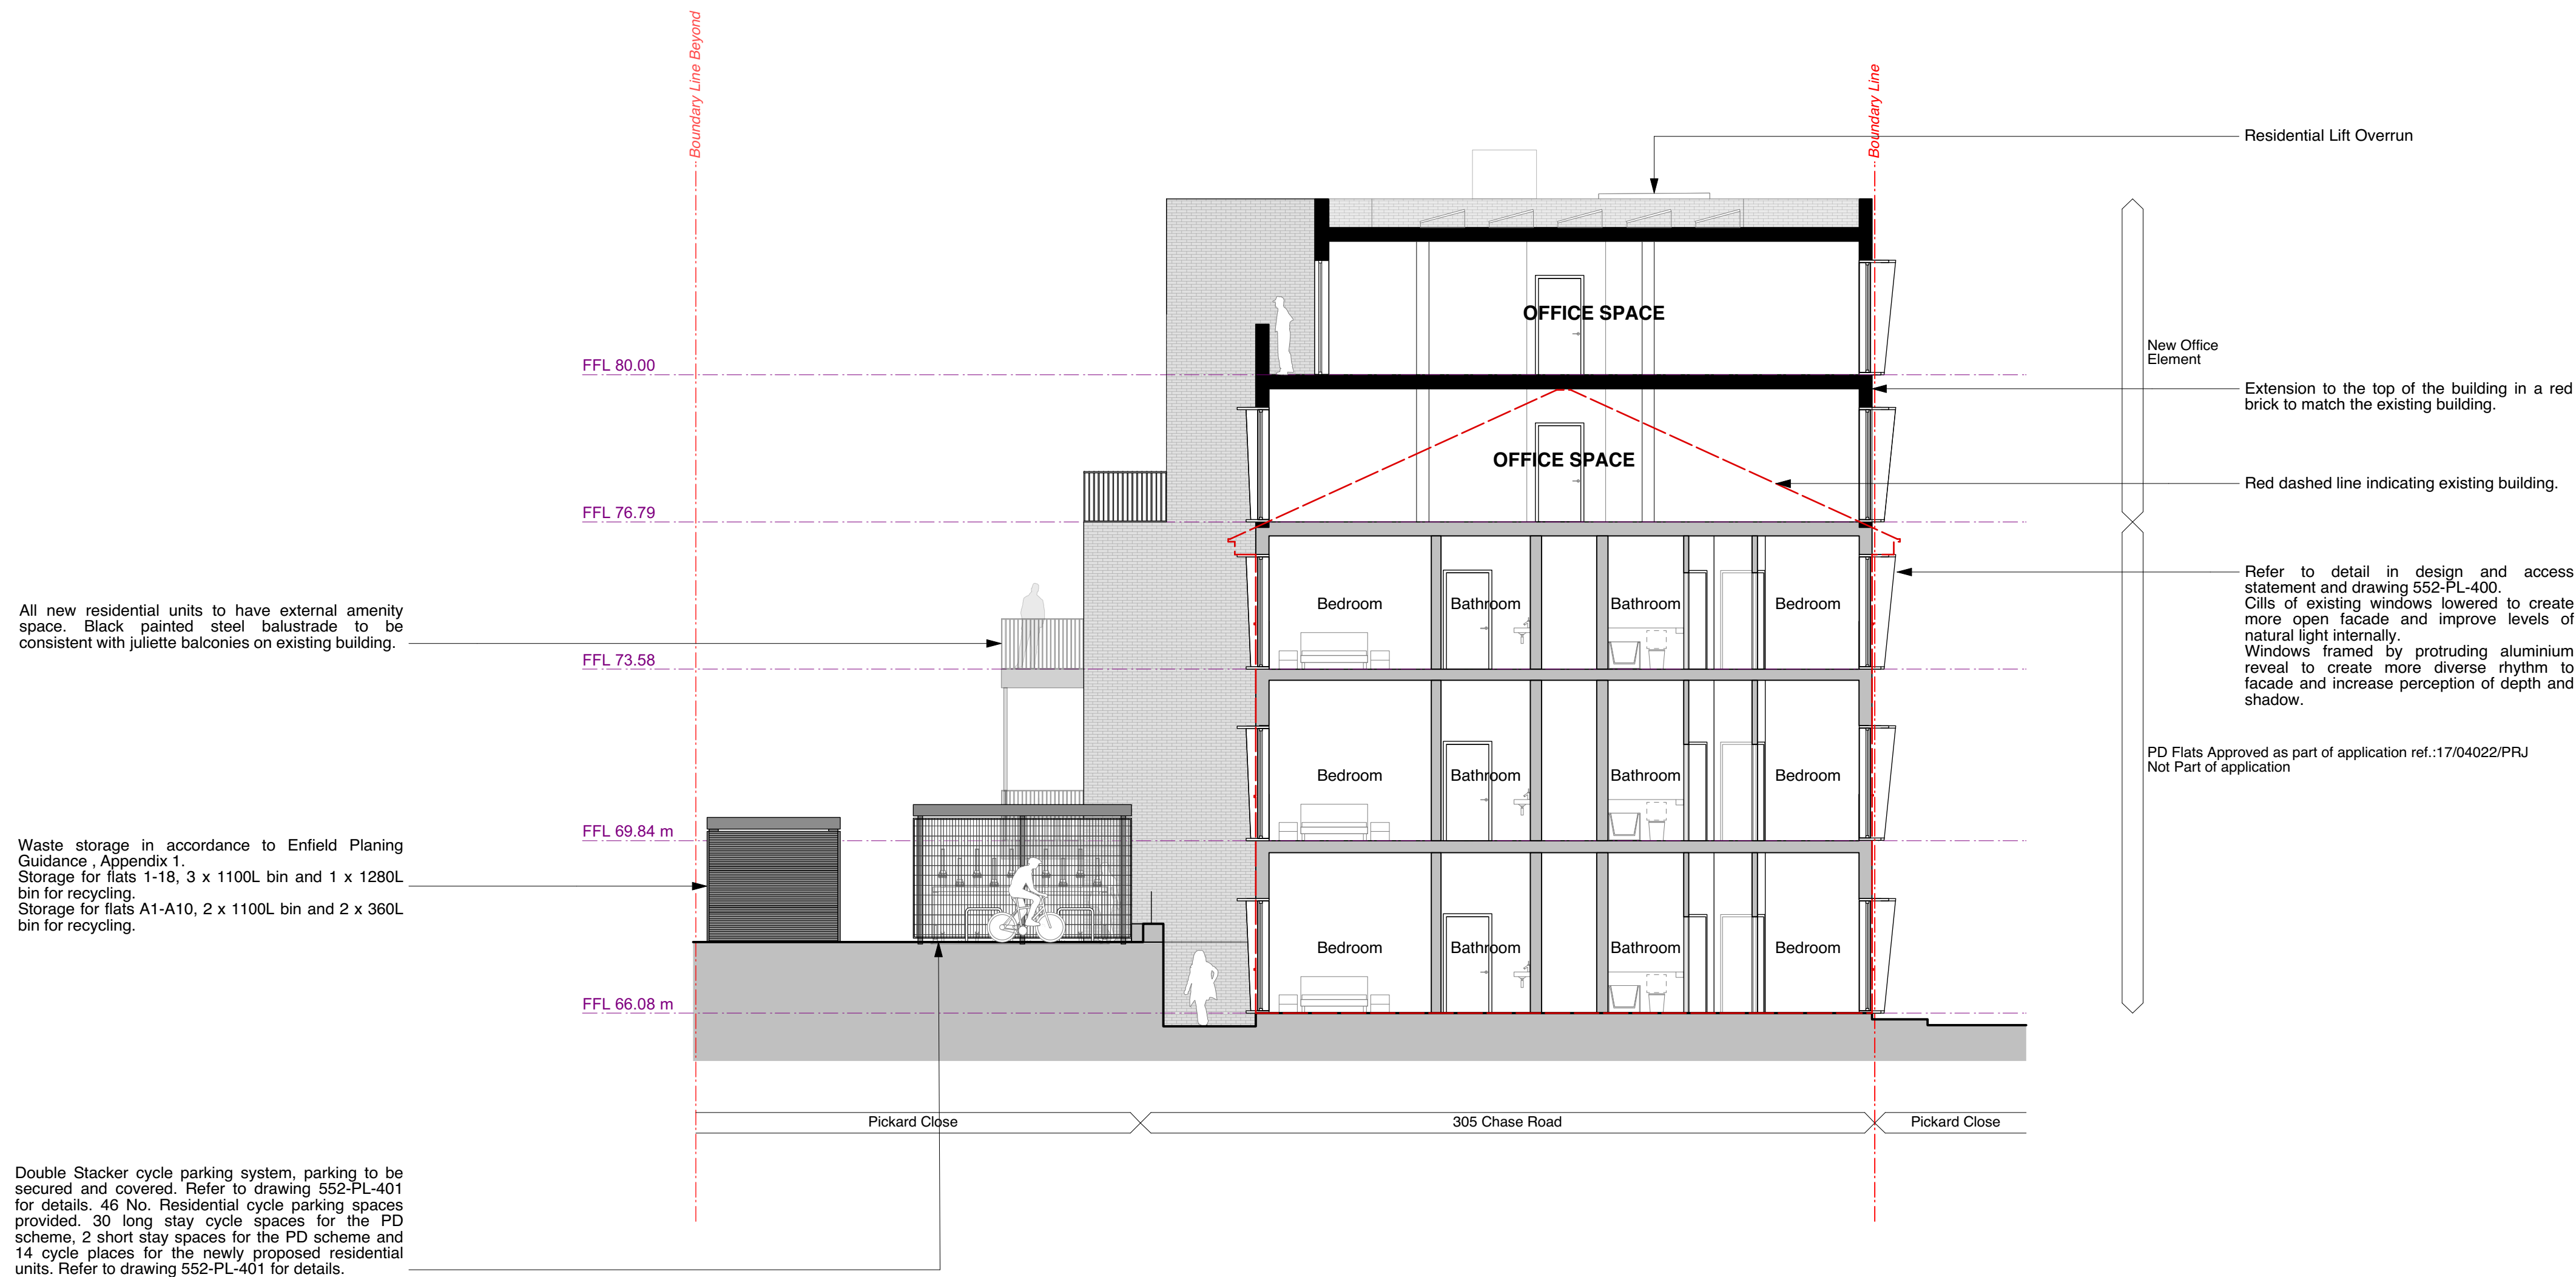 Boundary Line Beyond
Boundary Line
Residential Lift Overrun
OFFICE SPACE
FFL 80.00
New Office
Element
Extension to the top of the building in a red
brick to match the existing building.
OFFICE SPACE
Red dashed line indicating existing building.
FFL 76.79
Refer to detail in design and access
statement and drawing 552-PL-400.
Cills of existing windows lowered to create
more open facade and improve levels of
natural light internally.
Windows framed by protruding aluminium
reveal to create more diverse rhythm to
facade and increase perception of depth and
shadow.
All new residential units to have external amenity
space. Black painted steel balustrade to be
consistent with juliette balconies on existing building.
Bedroom Bathroom Bathroom Bedroom
FFL 73.58
PD Flats Approved as part of application ref.:17/04022/PRJ
Not Part of application
Bedroom Bathroom Bathroom Bedroom
FFL 69.84 m
Waste storage in accordance to Enfield Planing
Guidance , Appendix 1.
Storage for flats 1-18, 3 x 1100L bin and 1 x 1280L
bin for recycling.
Storage for flats A1-A10, 2 x 1100L bin and 2 x 360L
bin for recycling.
Bedroom Bathroom Bathroom Bedroom
FFL 66.08 m
Pickard Close 305 Chase Road Pickard Close
Double Stacker cycle parking system, parking to be
secured and covered. Refer to drawing 552-PL-401
for details. 46 No. Residential cycle parking spaces
provided. 30 long stay cycle spaces for the PD
scheme, 2 short stay spaces for the PD scheme and
14 cycle places for the newly proposed residential
units. Refer to drawing 552-PL-401 for details.